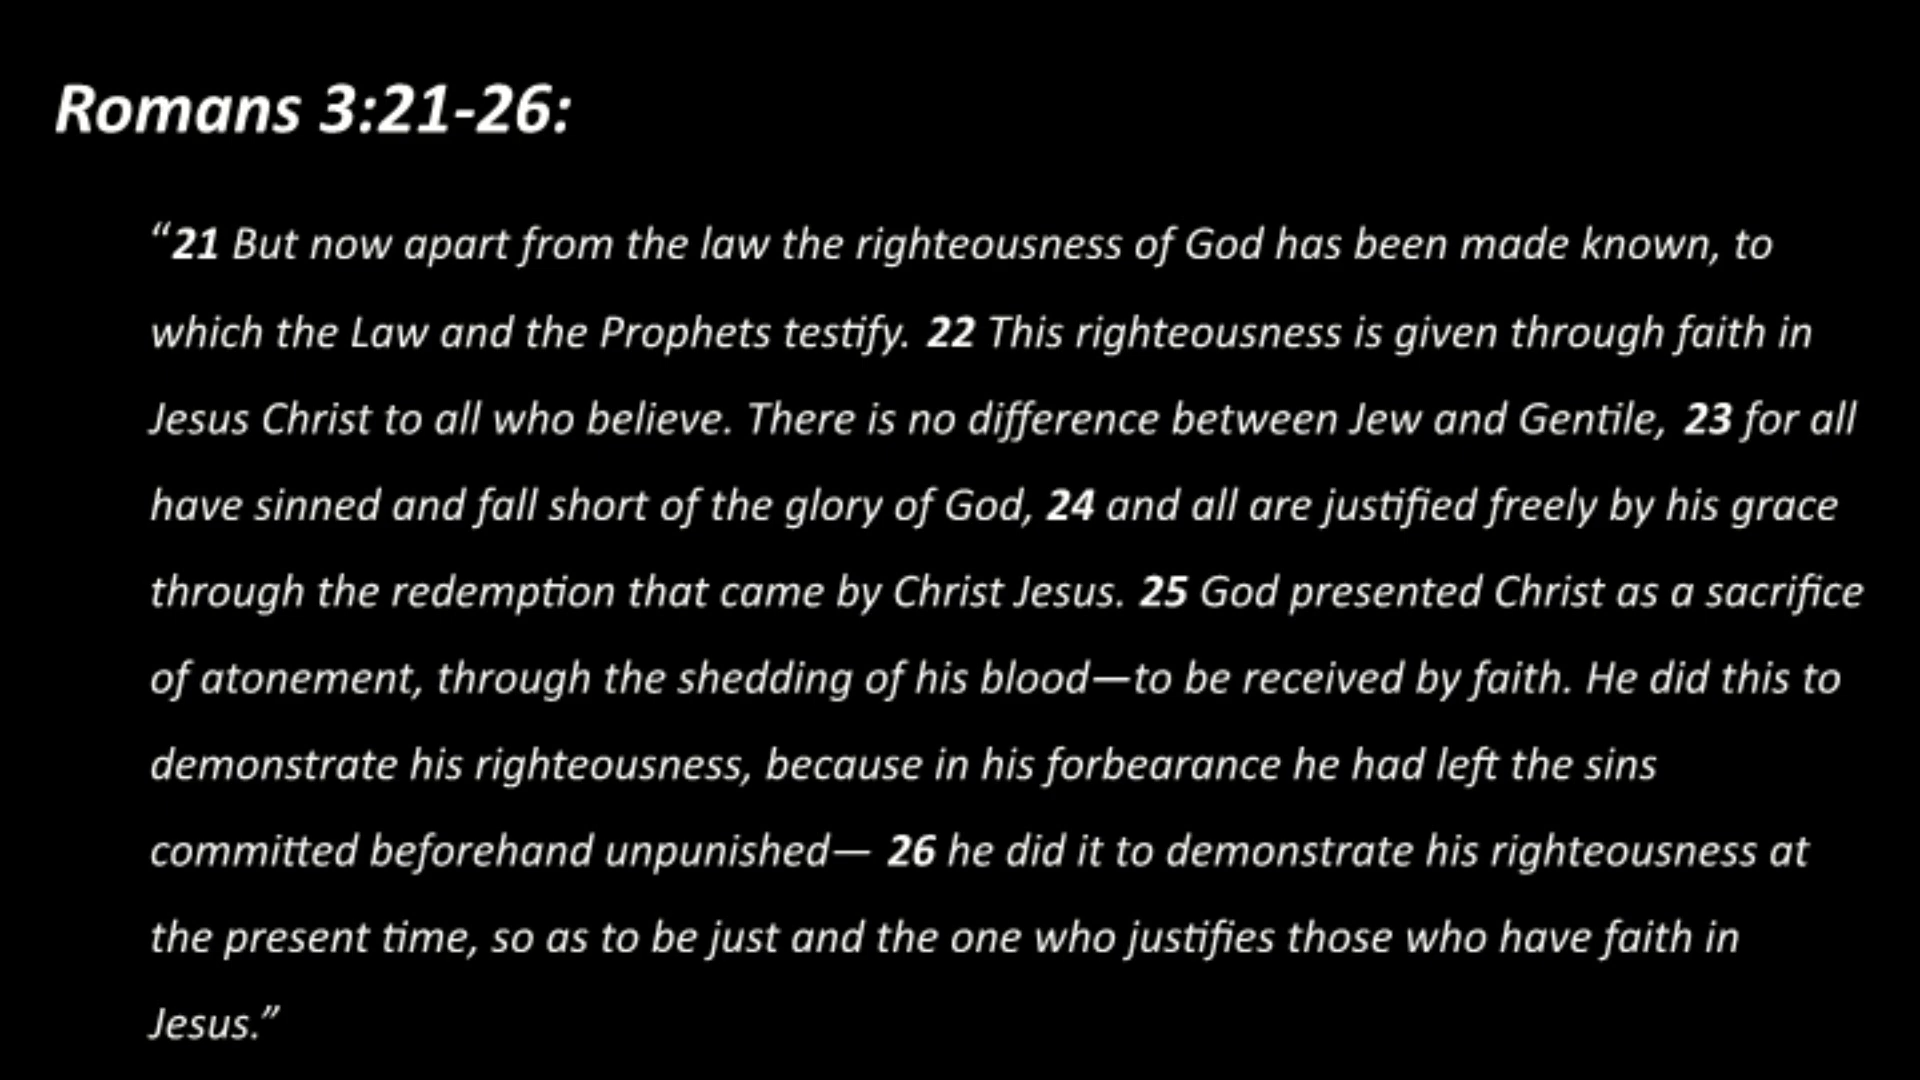 Romans 3:21-26:
“21 But now apart from the law the righteousness of God has been made known, to
which the Law and the Prophets testify. 22 This righteousness is given through faith in
Jesus Christ to all who believe. There is no difference between Jew and Gentile, 23 for all
have sinned and fall short of the glory of God, 24 and all are justified freely by his grace
through the redemption that came by Christ Jesus. 25 God presented Christ as a sacrifice
of atonement, through the shedding of his blood—to be received by faith. He did this to
demonstrate his righteousness, because in his forbearance he had left the sins
committed beforehand unpunished— 26 he did it to demonstrate his righteousness at
the present time, so as to be just and the one who justifies those who have faith in
Jesus.”